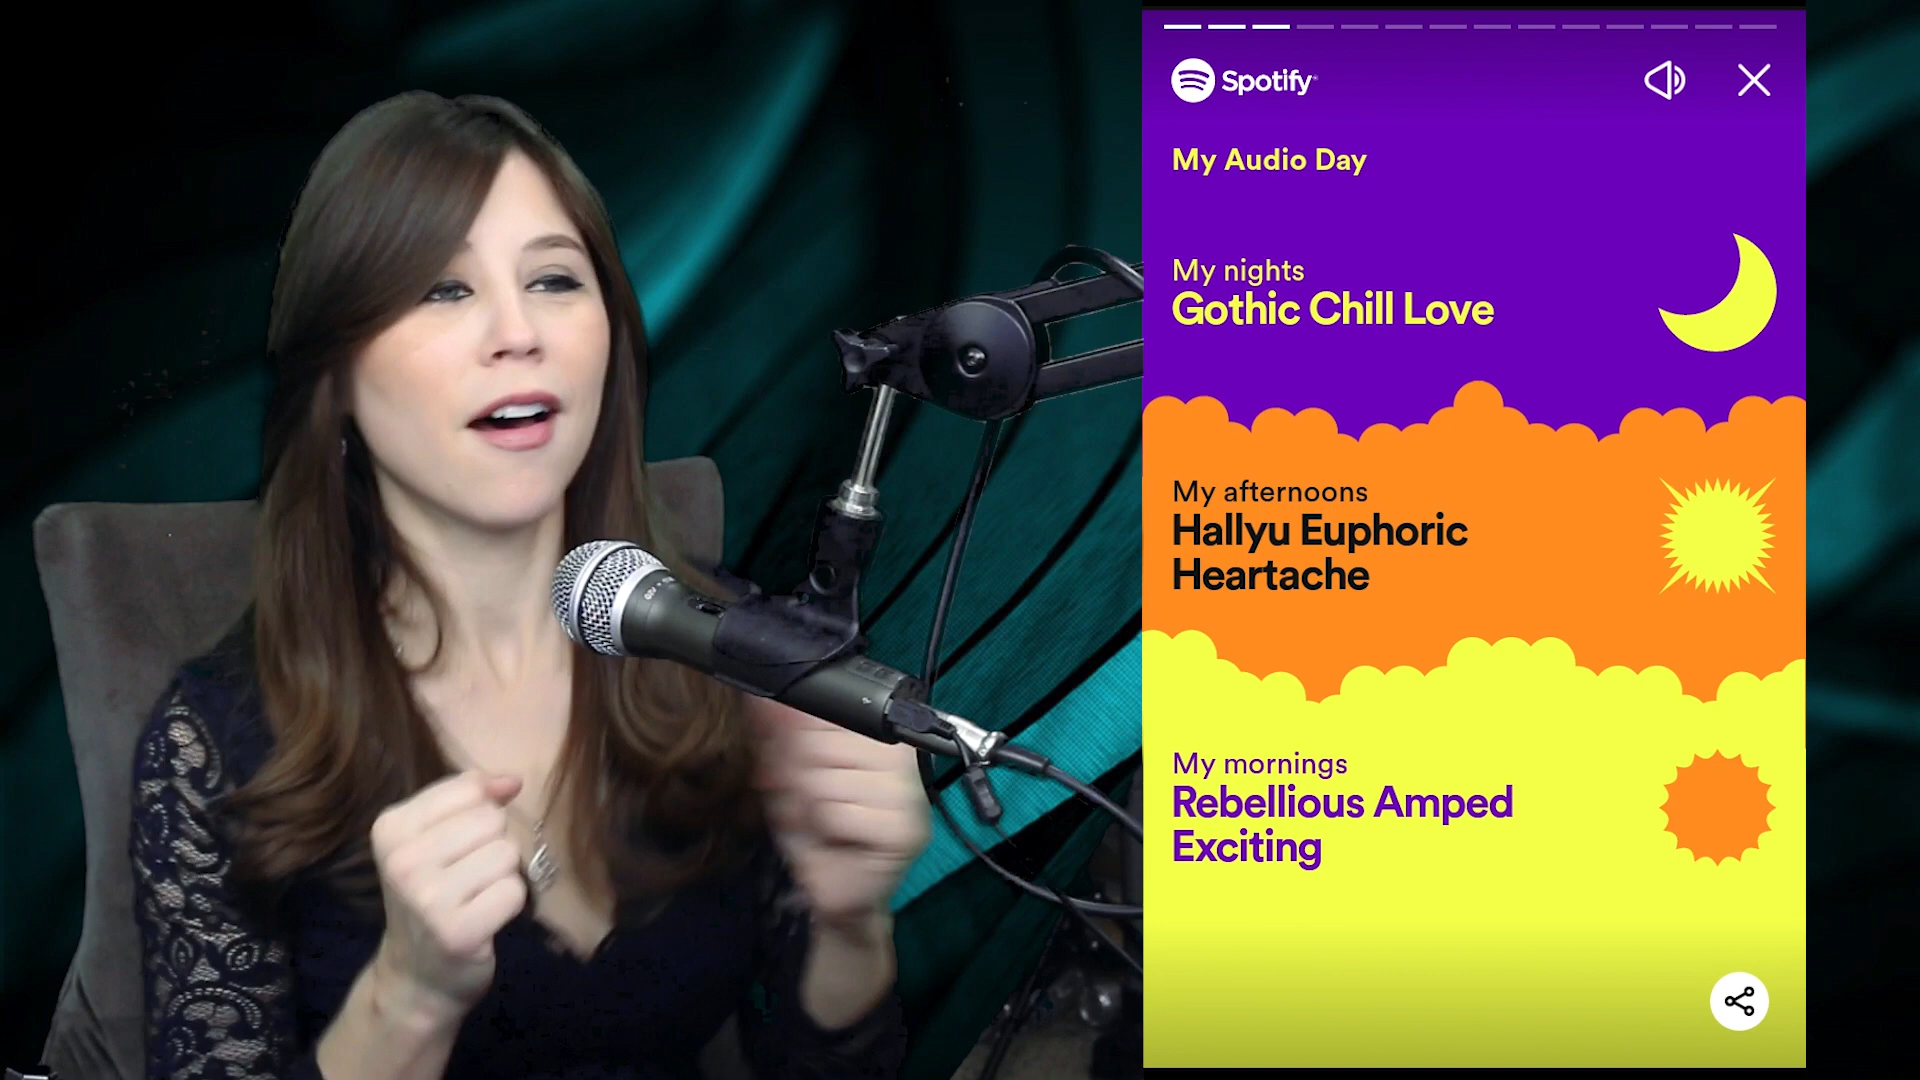 Spotify
My Audio Day
My nights
Gothic Chill Love
My afternoons
Hallyu Euphoric
Heartache
My mornings
Rebellious Amped
Exciting